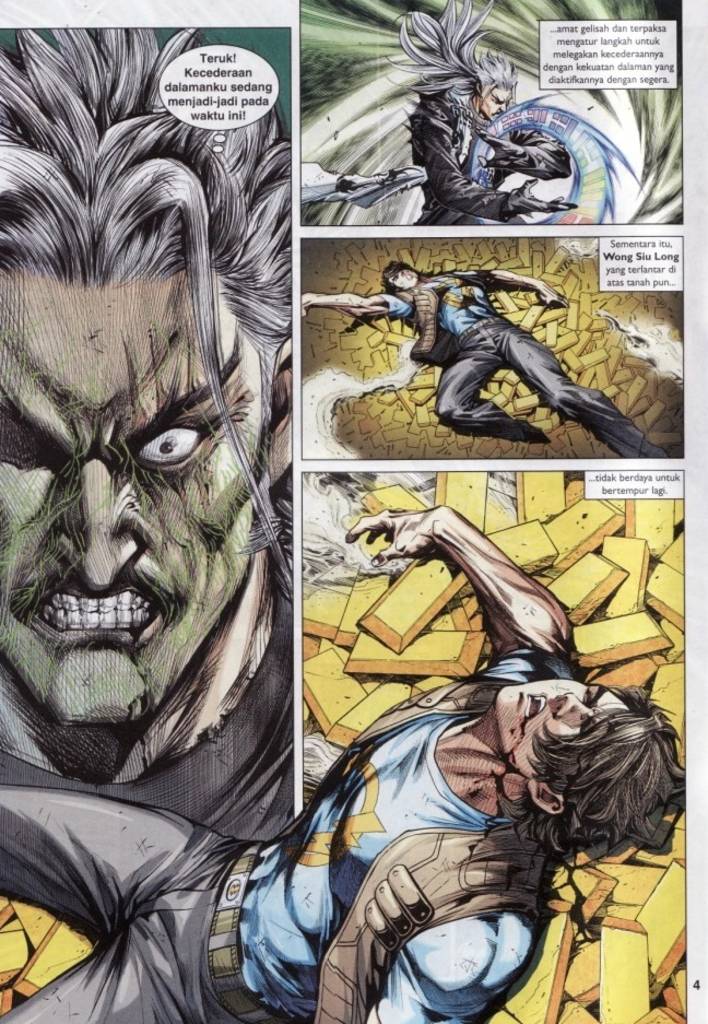 Teruk!
Kecederaan
dalamanku sedang
menjadi-jadi pada
waktu ini!
...amat gelisah dan terpaksa
mengatur langkah untuk
melegakan kecederaannya
dengan kekuatan dalaman yang
diaktifkannya dengan segera.
Sementara itu,
Wong Siu Long
yang terlantar di
atas tanah pun...
...tidak berdaya untuk
bertempur lagi.
4